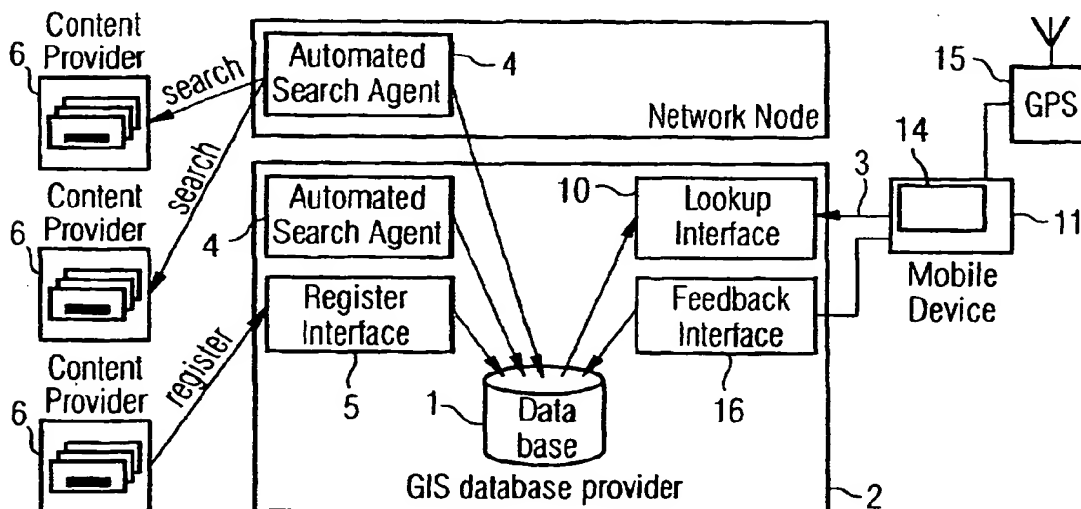 Content
Provider
6
search
search
Automated
Search Agent
4
Network Node
15
GPS
Content
Provider
6
Automated
Search Agent
4
10
Lookup
Interface
3
14
11
Mobile
Device
Register
Interface
5
Feedback
Interface
16
Content
Provider
6
register
1
Data
base
GIS database provider
2